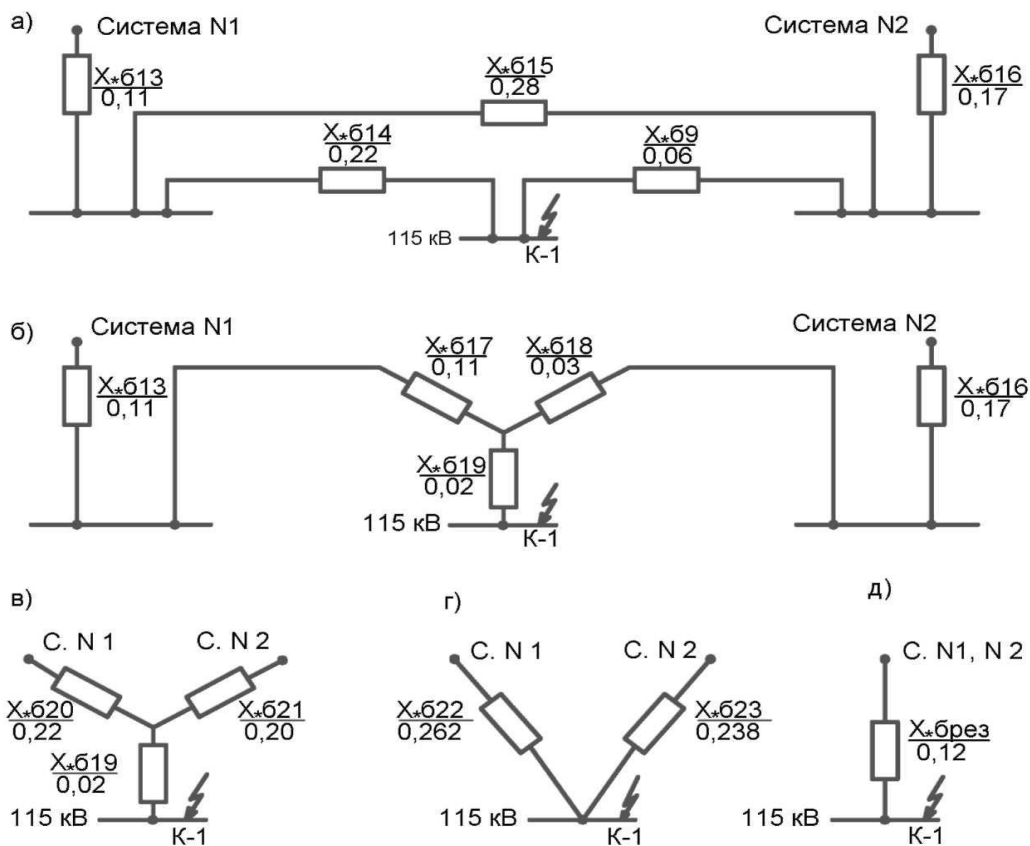 а)
Система N1
Система N2
X*б13
0,11
X*б15
0,28
X*б16
0,17
X*б14
0,22
X*б9
0,06
115 кВ
К-1
б)
Система N1
Система N2
X*б17
0,11
X*б18
0,03
X*б13
0,11
X*б16
0,17
X*б19
0,02
115 кВ
К-1
в)
г)
д)
С. N 1
С. N 2
С. N 1
С. N 2
С. N1, N 2
X*б20
0,22
X*б21
0,20
X*б19
0,02
X*б22
0,262
X*б23
0,238
X*брез
0,12
115 кВ
К-1
115 кВ
К-1
115 кВ
К-1